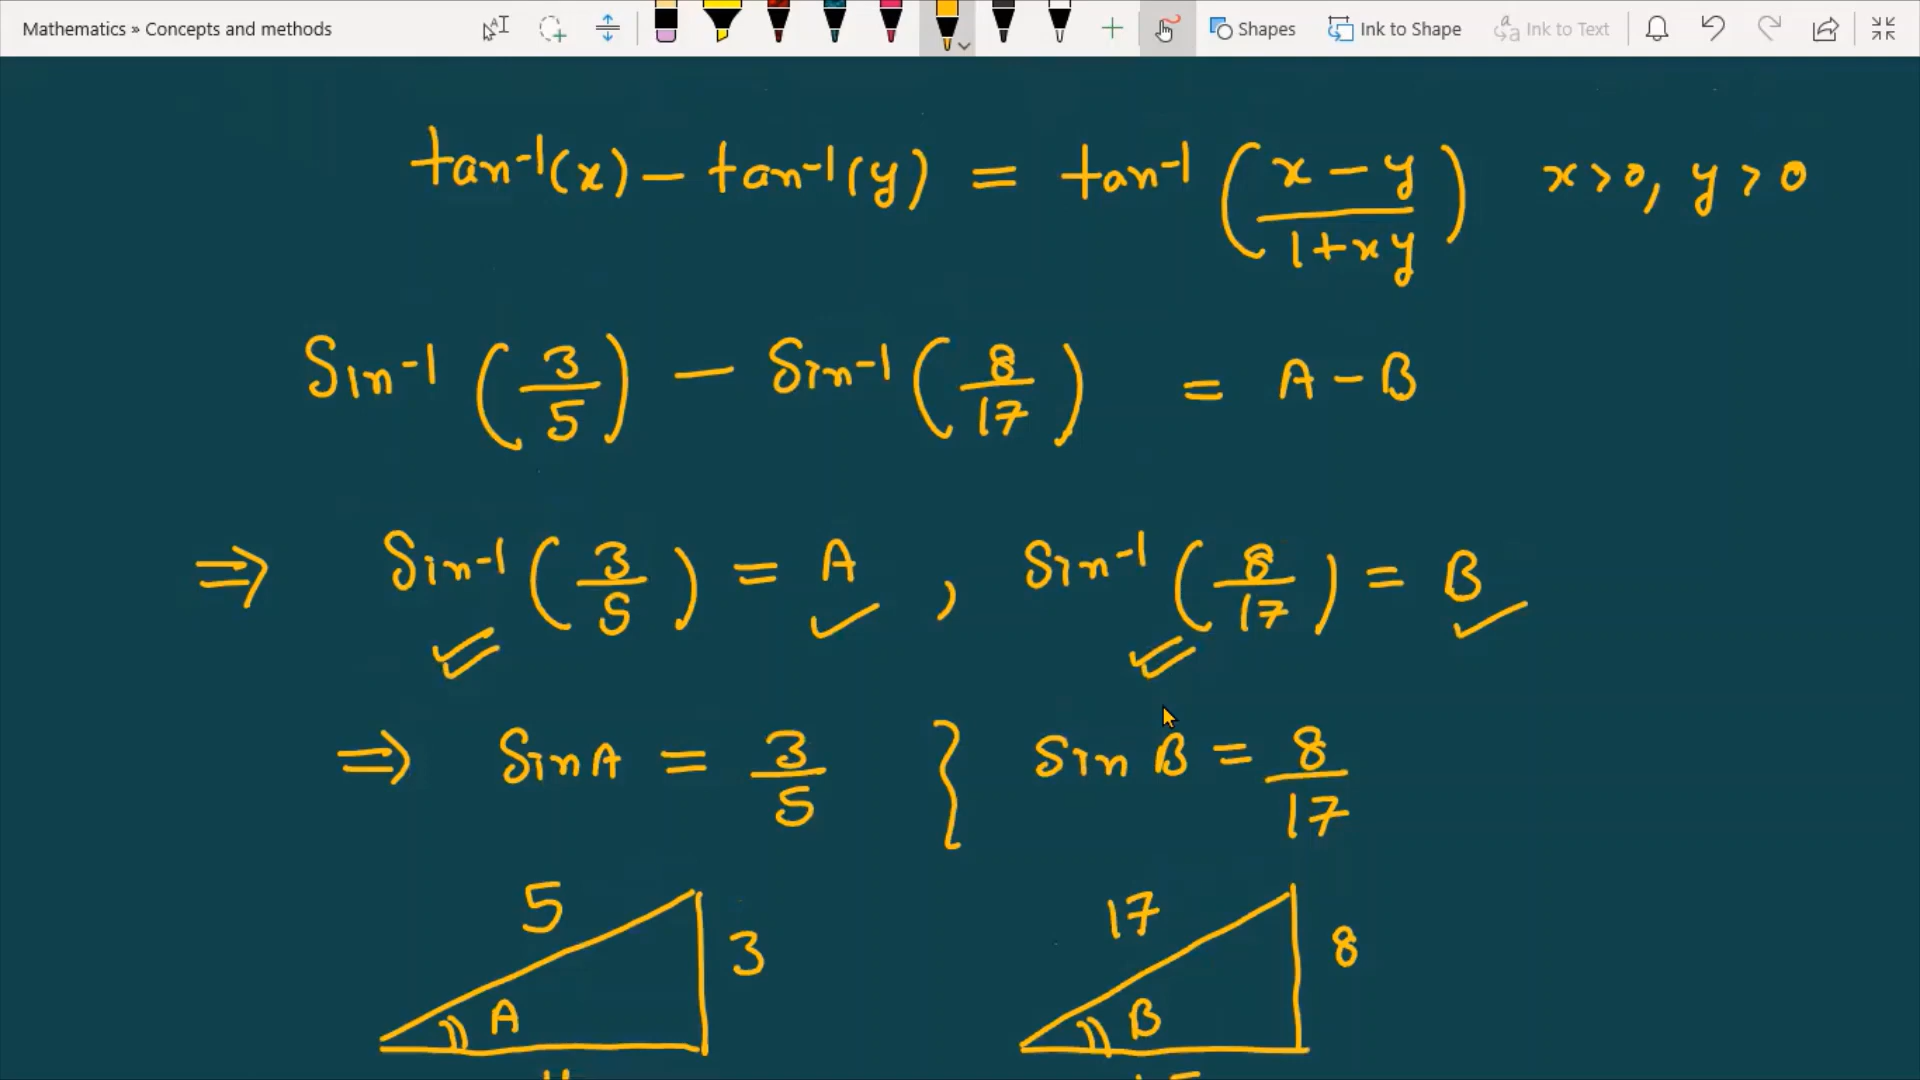 Mathematics » Concepts and methods Shapes Ink to Shape Ink to Text
tan⁻¹(x) – tan⁻¹(y) = tan⁻¹ ( x – y / 1 + xy ) x > 0, y > 0
Sin⁻¹ ( 3 / 5 ) – Sin⁻¹ ( 8 / 17 ) = A – B
⇒ Sin⁻¹ ( 3 / 5 ) = A , Sin⁻¹ ( 8 / 17 ) = B
⇒ Sin A = 3 / 5 } Sin B = 8 / 17
5 17
3 8
A B